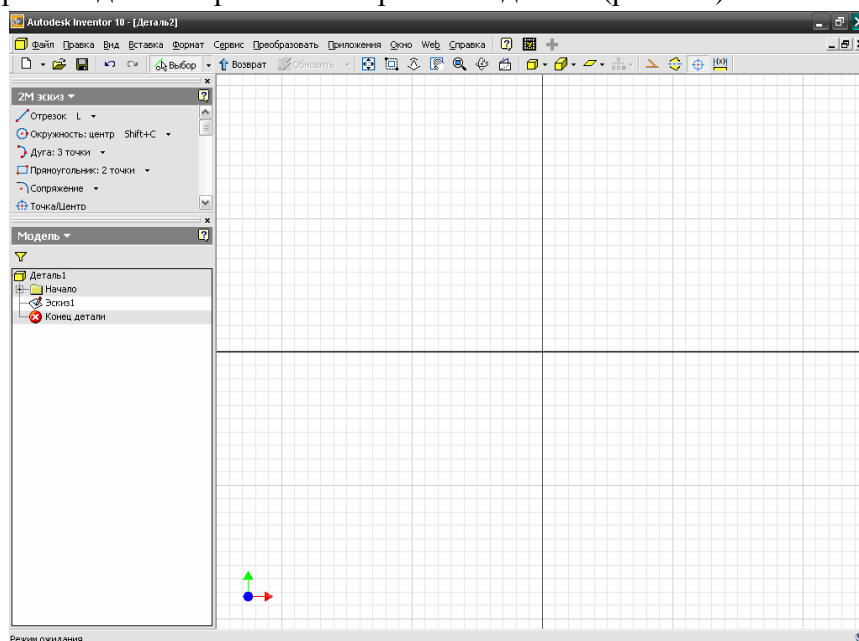 Autodesk Inventor 10 - [Деталь2]
Файл Правка Вид Вставка Формат Сервис Преобразовать Приложения Окно Web Справка
Выбор Возврат Обновить
2М эскиз
Отрезок L
Окружность: центр Shift+C
Дуга: 3 точки
Прямоугольник: 2 точки
Сопряжение
Точка/Центр
Модель
Деталь1
Начало
Эскиз1
Конец детали
Режим ожидания